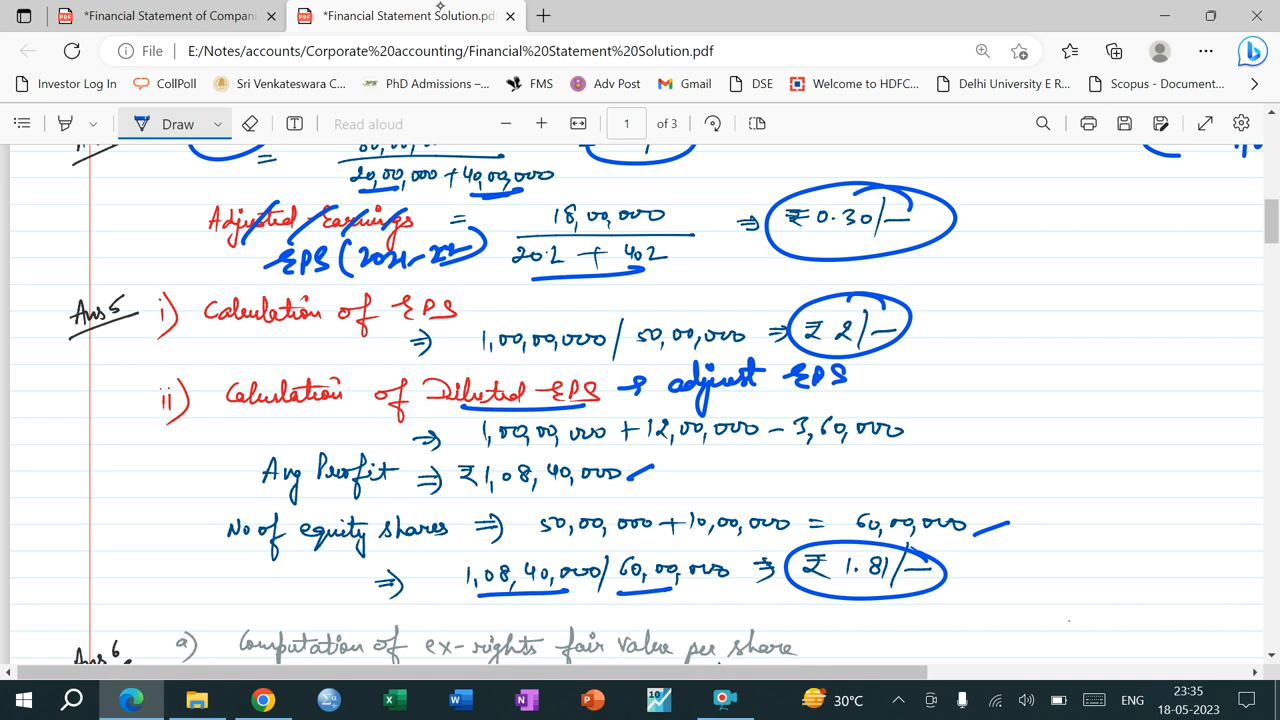 *Financial Statement of Compani
*Financial Statement Solution.pdf
File E:/Notes/accounts/Corporate%20accounting/Financial%20Statement%20Solution.pdf
Investor Log In CollPoll Sri Venkateswara C... PhD Admissions –... FMS Adv Post Gmail DSE Welcome to HDFC... Delhi University E R... Scopus - Document...
Draw Read aloud 1 of 3
=
20,00,000 + 40,00,000
Adjusted Earnings = 18,00,000 ⇒ ₹ 0.30/-
EPS (2021-22) 20L + 40L
Ans 5 i) Calculation of EPS
⇒ 1,00,00,000 / 50,00,000 ⇒ ₹ 2/-
ii) Calculation of Diluted EPS → adjust EPS
⇒ 1,00,00,000 + 12,00,000 - 3,60,000
Avg Profit ⇒ ₹ 1,08,40,000
No of equity shares ⇒ 50,00,000 + 10,00,000 = 60,00,000
⇒ 1,08,40,000 / 60,00,000 ⇒ ₹ 1.81/-
Ans 6 a) Computation of ex-rights fair value per share
10
30°C ENG 23:35
18-05-2023